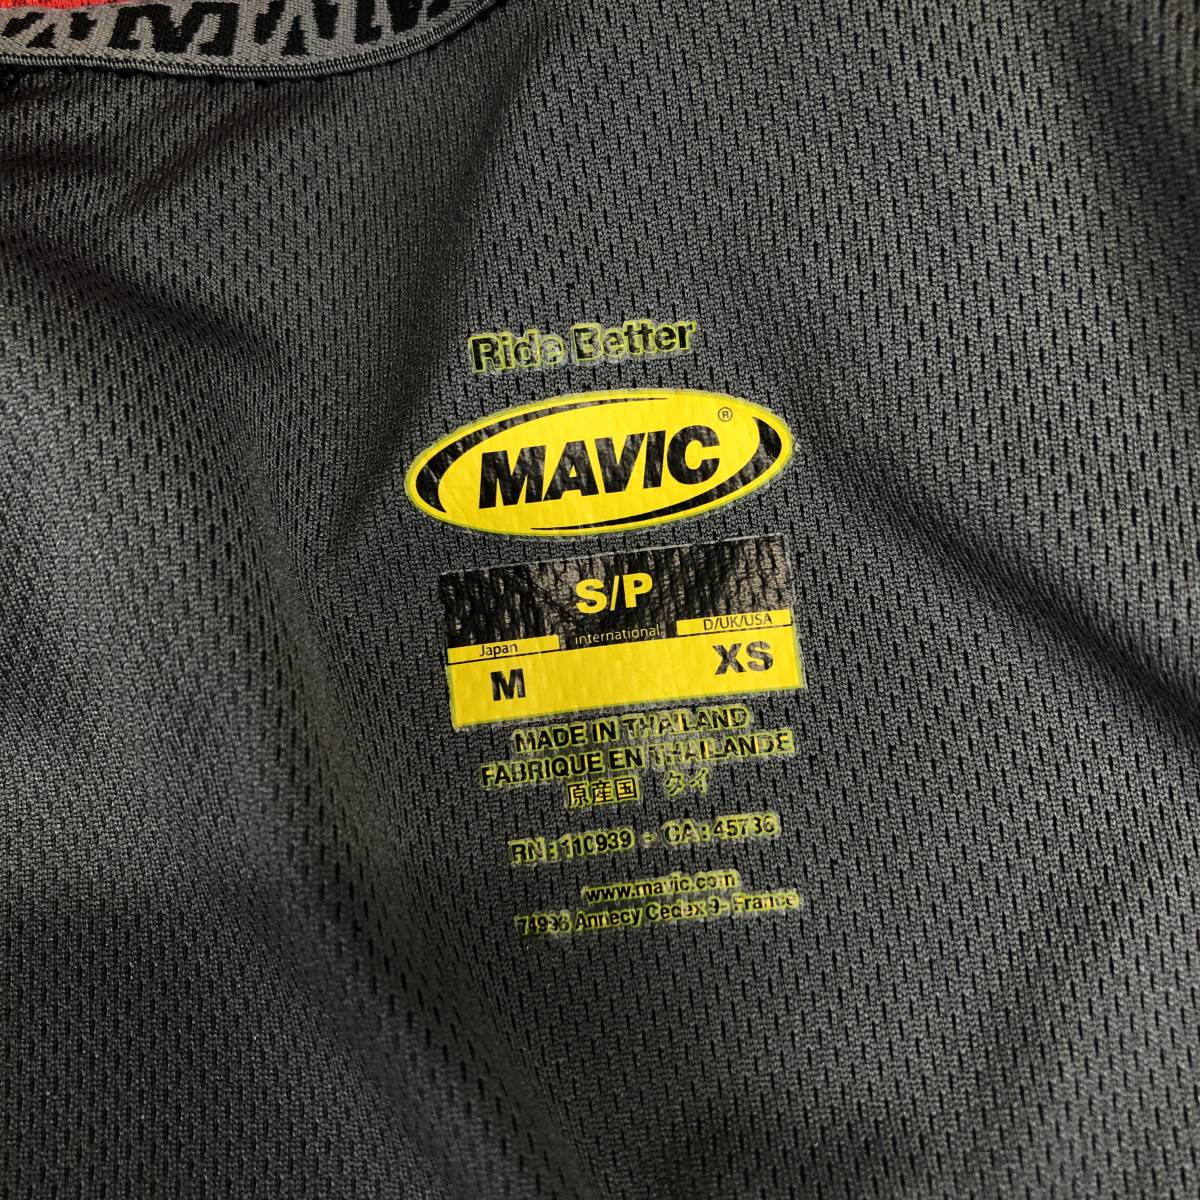 Ride Better
MAVIC®
S/P
international
Japan
D/UK/USA
M
XS
MADE IN THAILAND
FABRIQUE EN THAILANDE
原産国 タイ
RN : 110939 - CA : 45736
www.mavic.com
74996 Annecy Cedex 9- France